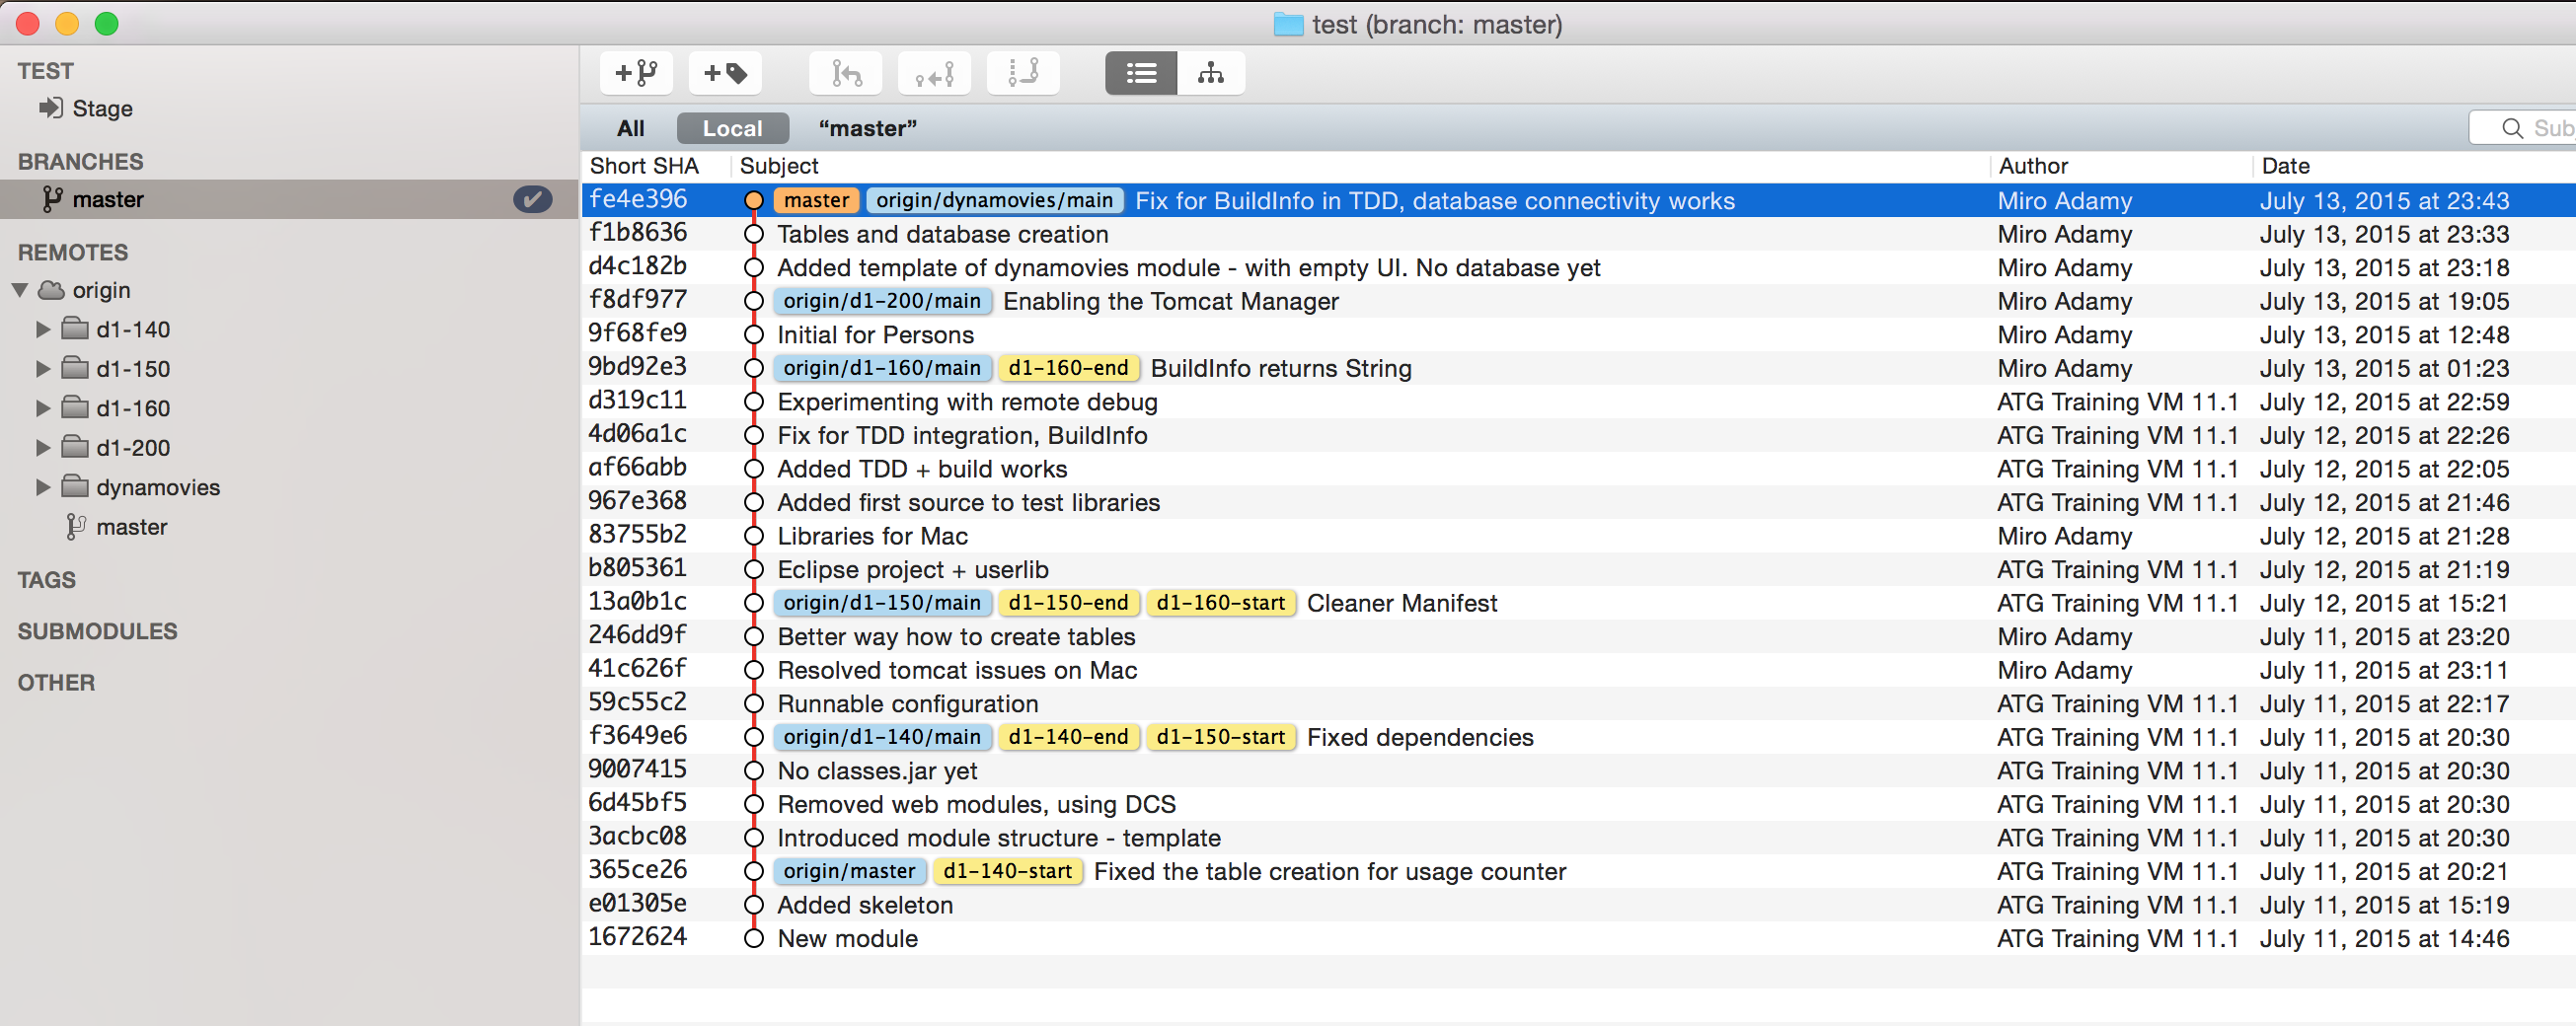 test (branch: master)
TEST
Stage
BRANCHES
master
REMOTES
origin
d1-140
d1-150
d1-160
d1-200
dynamovies
master
TAGS
SUBMODULES
OTHER
All Local “master”
Short SHA Subject Author Date
fe4e396 master origin/dynamovies/main Fix for BuildInfo in TDD, database connectivity works Miro Adamy July 13, 2015 at 23:43
f1b8636 Tables and database creation Miro Adamy July 13, 2015 at 23:33
d4c182b Added template of dynamovies module - with empty UI. No database yet Miro Adamy July 13, 2015 at 23:18
f8df977 origin/d1-200/main Enabling the Tomcat Manager Miro Adamy July 13, 2015 at 19:05
9f68fe9 Initial for Persons Miro Adamy July 13, 2015 at 12:48
9bd92e3 origin/d1-160/main d1-160-end BuildInfo returns String Miro Adamy July 13, 2015 at 01:23
d319c11 Experimenting with remote debug ATG Training VM 11.1 July 12, 2015 at 22:59
4d06a1c Fix for TDD integration, BuildInfo ATG Training VM 11.1 July 12, 2015 at 22:26
af66abb Added TDD + build works ATG Training VM 11.1 July 12, 2015 at 22:05
967e368 Added first source to test libraries ATG Training VM 11.1 July 12, 2015 at 21:46
83755b2 Libraries for Mac Miro Adamy July 12, 2015 at 21:28
b805361 Eclipse project + userlib ATG Training VM 11.1 July 12, 2015 at 21:19
13a0b1c origin/d1-150/main d1-150-end d1-160-start Cleaner Manifest ATG Training VM 11.1 July 12, 2015 at 15:21
246dd9f Better way how to create tables Miro Adamy July 11, 2015 at 23:20
41c626f Resolved tomcat issues on Mac Miro Adamy July 11, 2015 at 23:11
59c55c2 Runnable configuration ATG Training VM 11.1 July 11, 2015 at 22:17
f3649e6 origin/d1-140/main d1-140-end d1-150-start Fixed dependencies ATG Training VM 11.1 July 11, 2015 at 20:30
9007415 No classes.jar yet ATG Training VM 11.1 July 11, 2015 at 20:30
6d45bf5 Removed web modules, using DCS ATG Training VM 11.1 July 11, 2015 at 20:30
3acbc08 Introduced module structure - template ATG Training VM 11.1 July 11, 2015 at 20:30
365ce26 origin/master d1-140-start Fixed the table creation for usage counter ATG Training VM 11.1 July 11, 2015 at 20:21
e01305e Added skeleton ATG Training VM 11.1 July 11, 2015 at 15:19
1672624 New module ATG Training VM 11.1 July 11, 2015 at 14:46